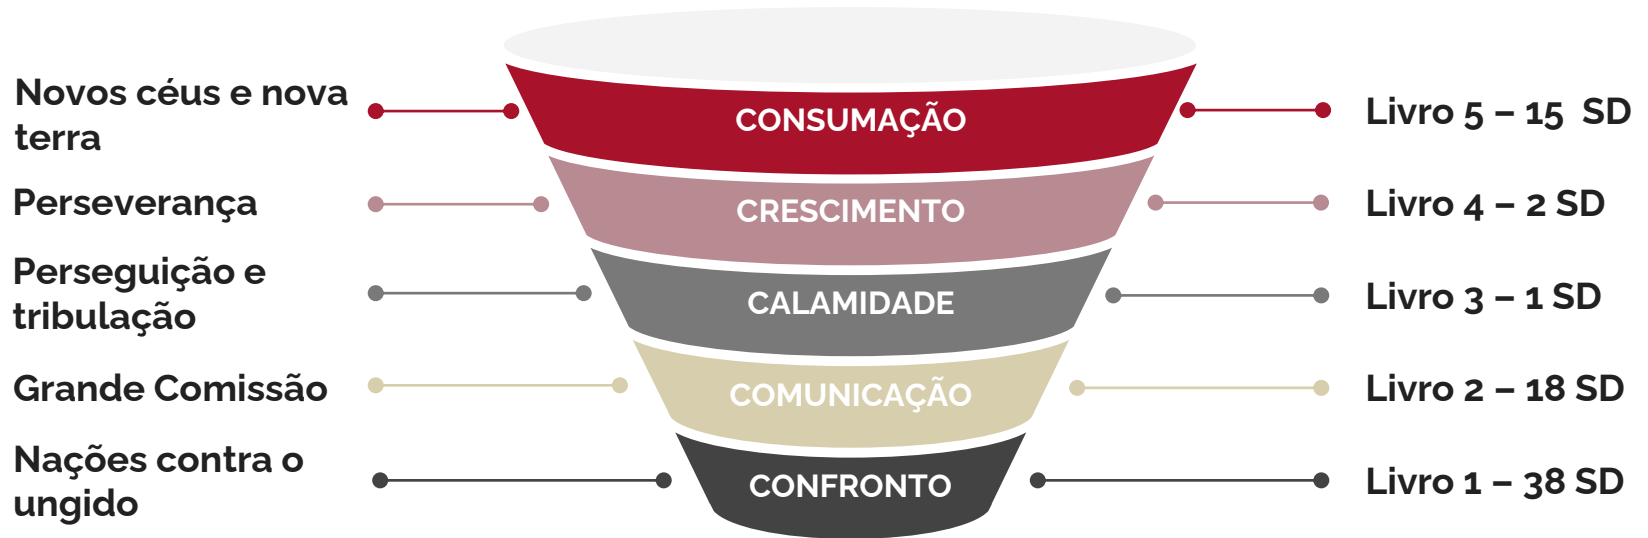 Novos céus e nova
terra
CONSUMAÇÃO
Livro 5 – 15 SD
Perseverança
CRESCIMENTO
Livro 4 – 2 SD
Perseguição e
tribulação
CALAMIDADE
Livro 3 – 1 SD
Grande Comissão
COMUNICAÇÃO
Livro 2 – 18 SD
Nações contra o
ungido
CONFRONTO
Livro 1 – 38 SD